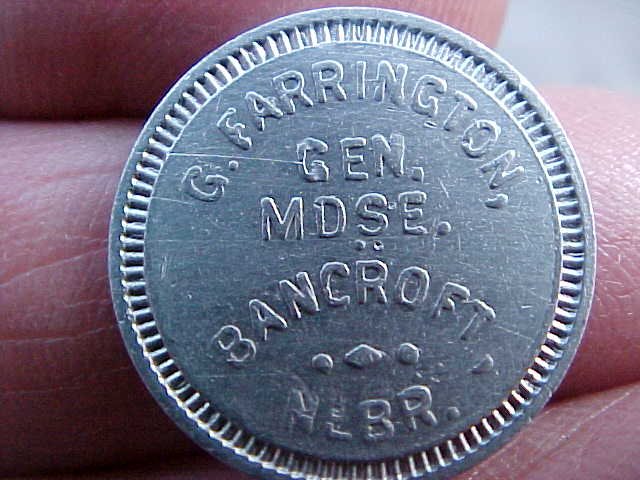 G. FARRINGTON,
GEN.
MDSE.
BANCROFT,
NEBR.